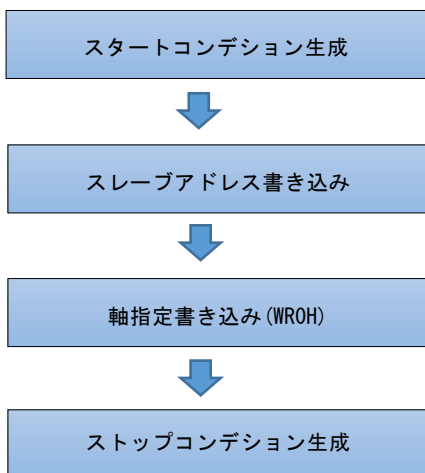 スタートコンデション生成
スレーブアドレス書き込み
軸指定書き込み(WR0H)
ストップコンデション生成